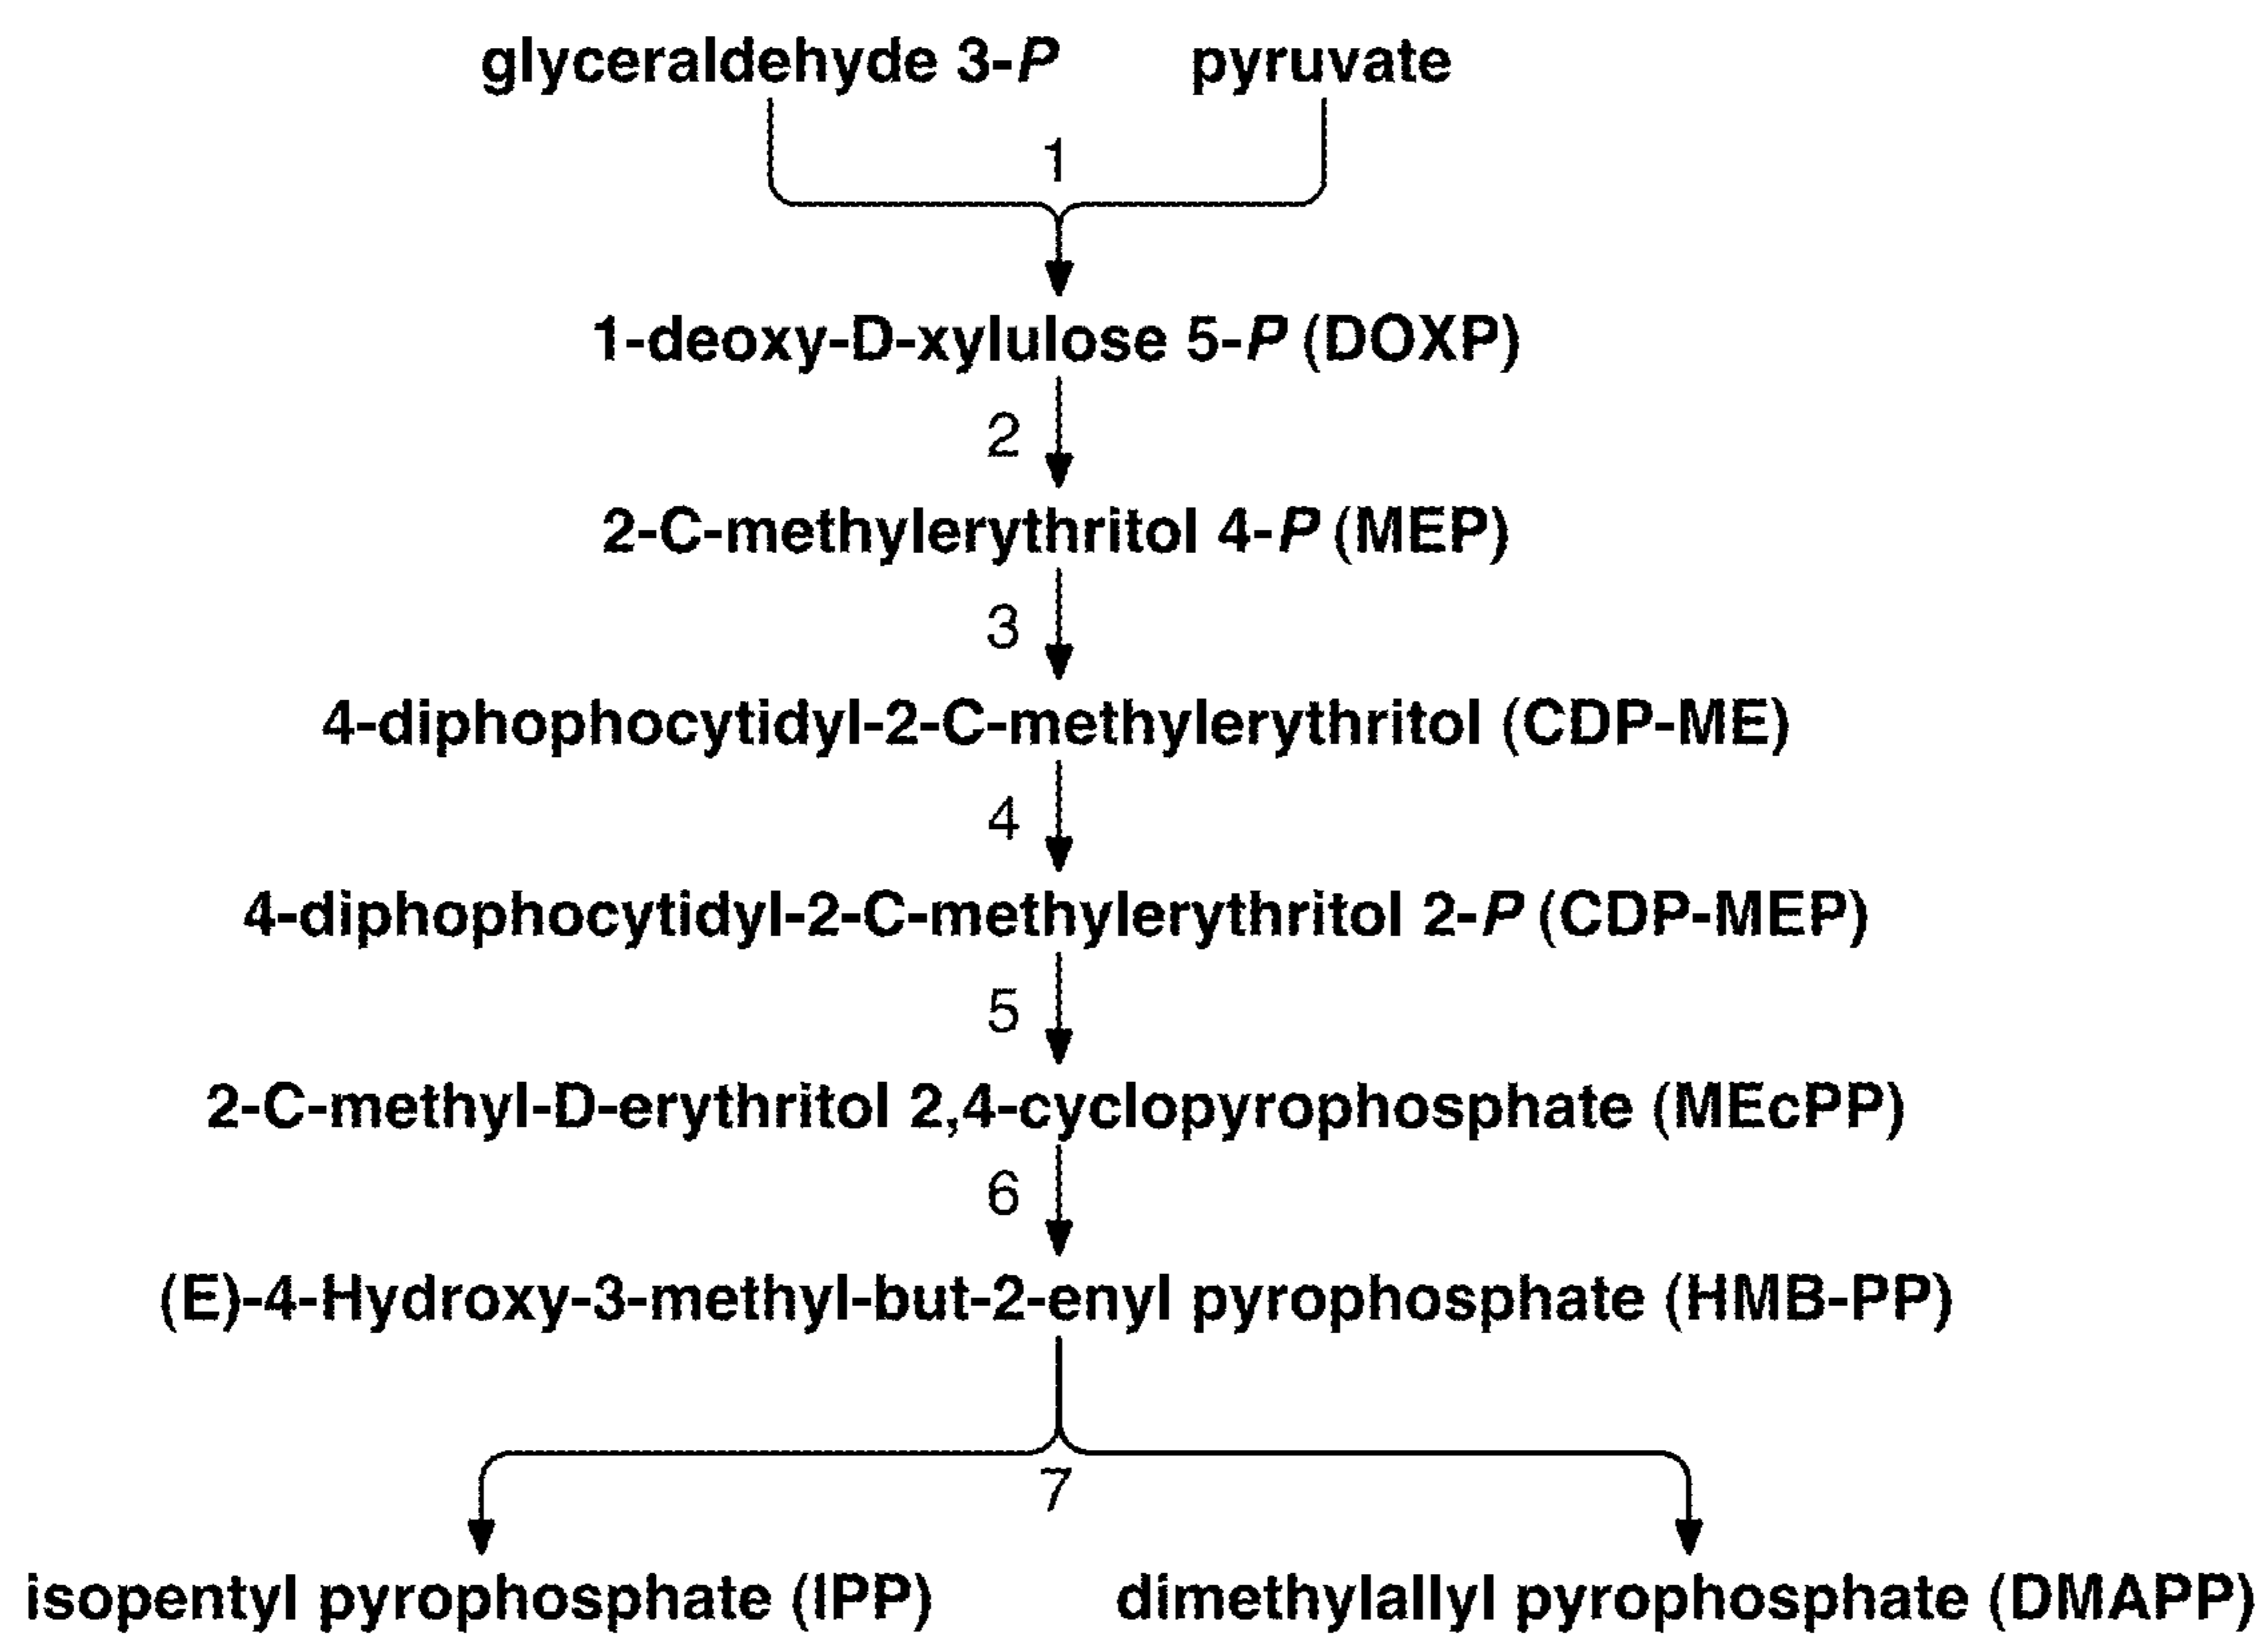 glyceraldehyde 3-P pyruvate
1
1-deoxy-D-xylulose 5-P (DOXP)
2
2-C-methylerythritol 4-P (MEP)
3
4-diphophocytidyl-2-C-methylerythritol (CDP-ME)
4
4-diphophocytidyl-2-C-methylerythritol 2-P (CDP-MEP)
5
2-C-methyl-D-erythritol 2,4-cyclopyrophosphate (MEcPP)
6
(E)-4-Hydroxy-3-methyl-but-2-enyl pyrophosphate (HMB-PP)
7
isopentyl pyrophosphate (IPP) dimethylallyl pyrophosphate (DMAPP)